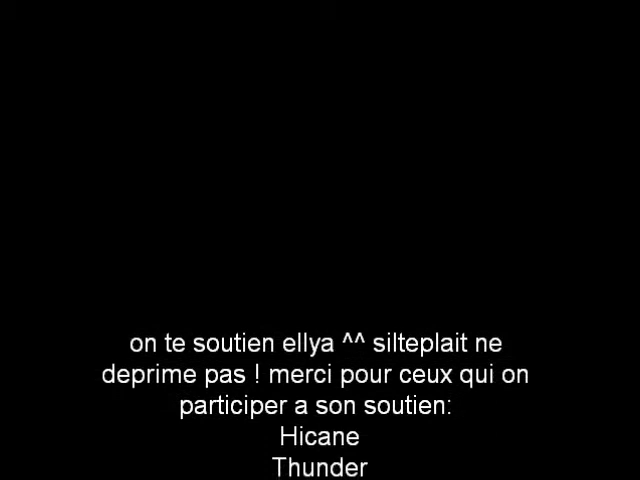 on te soutien ellya ^^ silteplait ne
deprime pas ! merci pour ceux qui on
participer a son soutien:
Hicane
Thunder